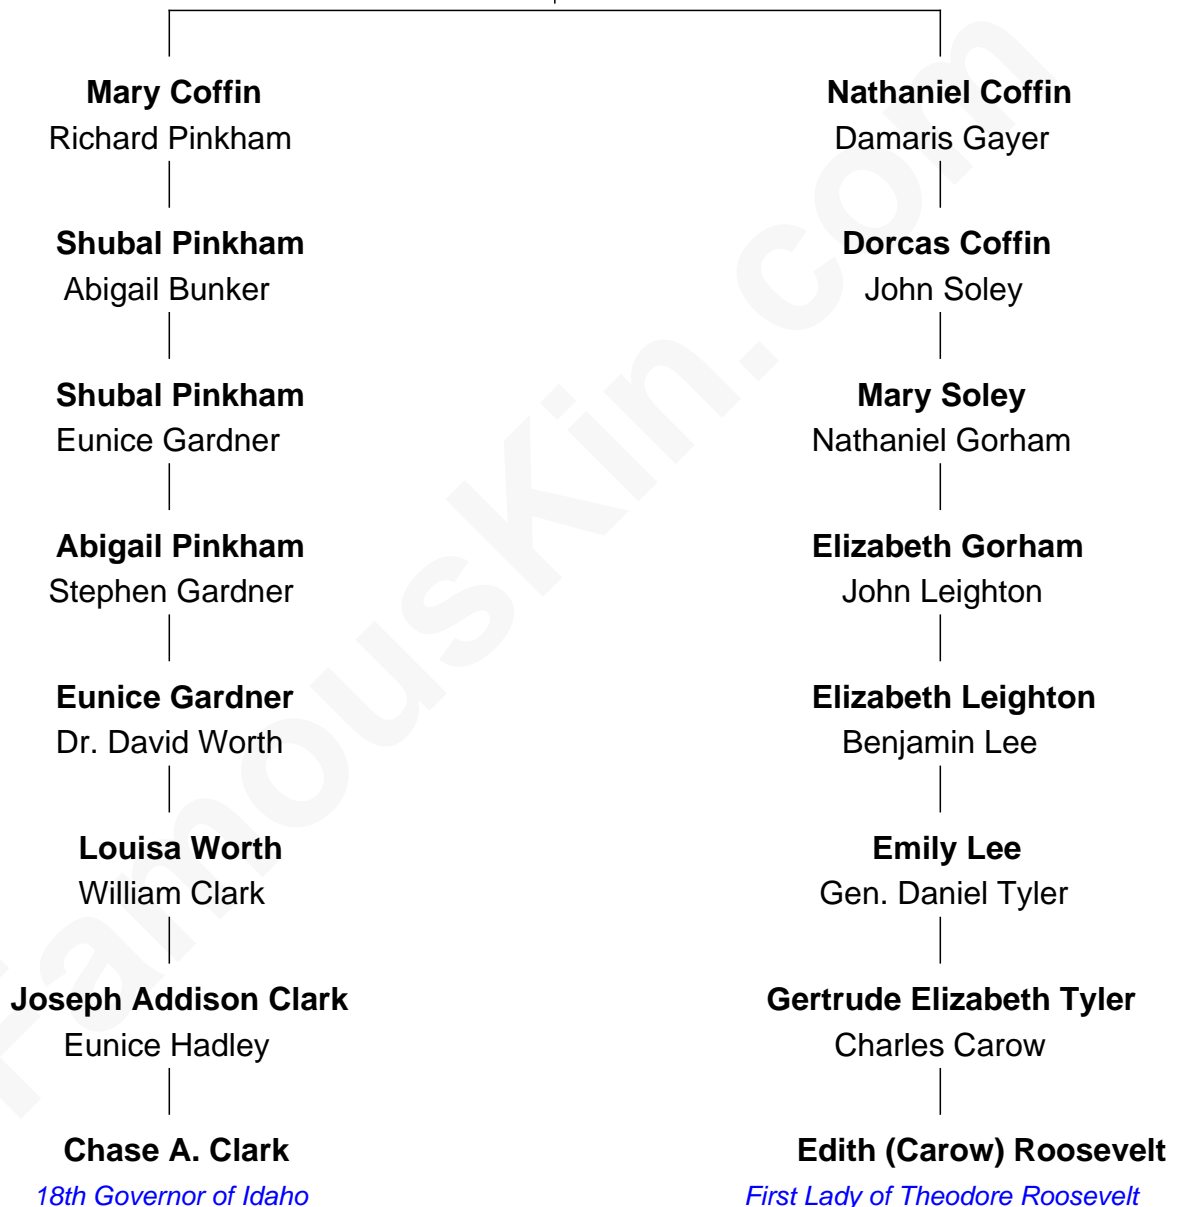 Mary Coffin
Richard Pinkham
Shubal Pinkham
Abigail Bunker
Shubal Pinkham
Eunice Gardner
Abigail Pinkham
Stephen Gardner
Eunice Gardner
Dr. David Worth
Louisa Worth
William Clark
Joseph Addison Clark
Eunice Hadley
Chase A. Clark
18th Governor of Idaho
Nathaniel Coffin
Damaris Gayer
Dorcas Coffin
John Soley
Mary Soley
Nathaniel Gorham
Elizabeth Gorham
John Leighton
Elizabeth Leighton
Benjamin Lee
Emily Lee
Gen. Daniel Tyler
Gertrude Elizabeth Tyler
Charles Carow
Edith (Carow) Roosevelt
First Lady of Theodore Roosevelt
FamousKin.com